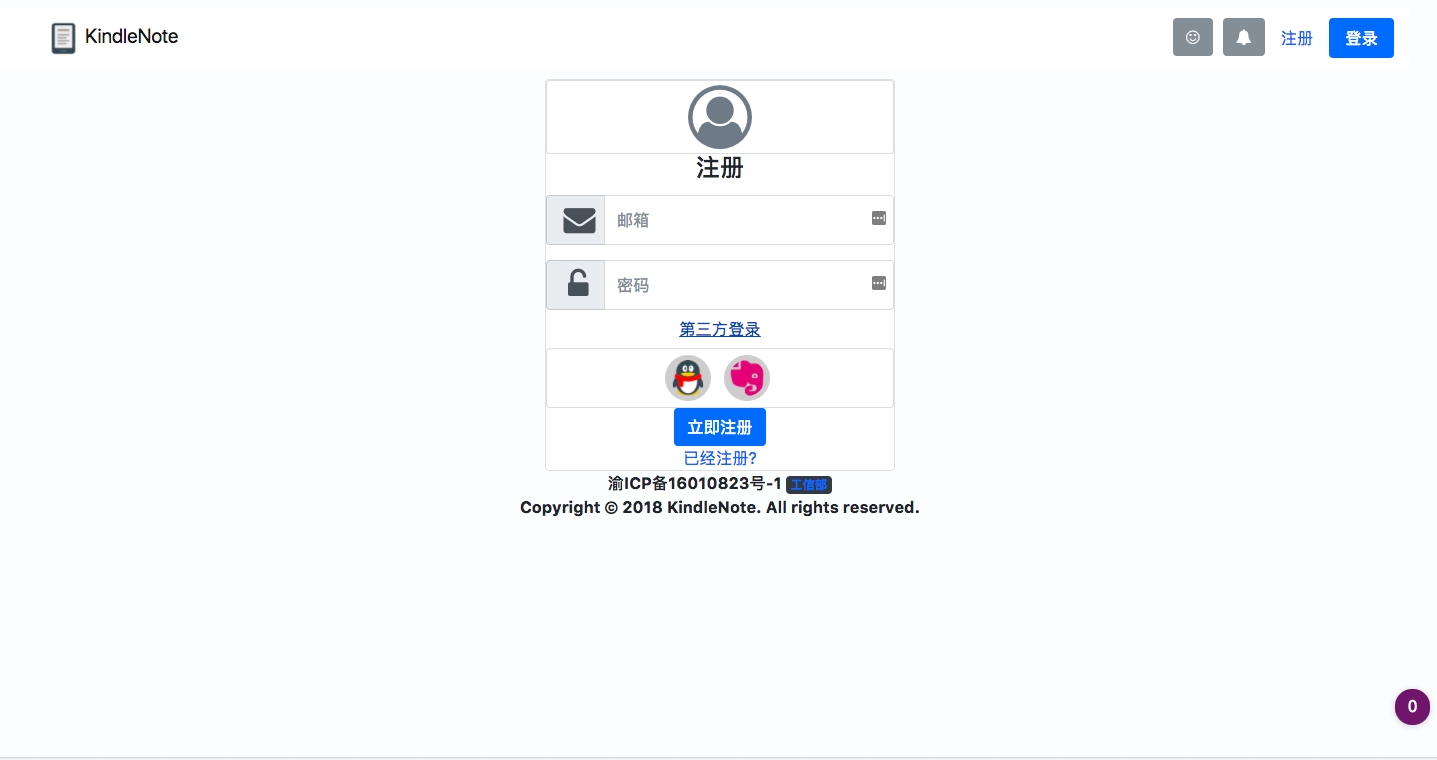 KindleNote
注册
登录
注册
邮箱
密码
第三方登录
立即注册
已经注册?
渝ICP备16010823号-1 工信部
Copyright © 2018 KindleNote. All rights reserved.
0